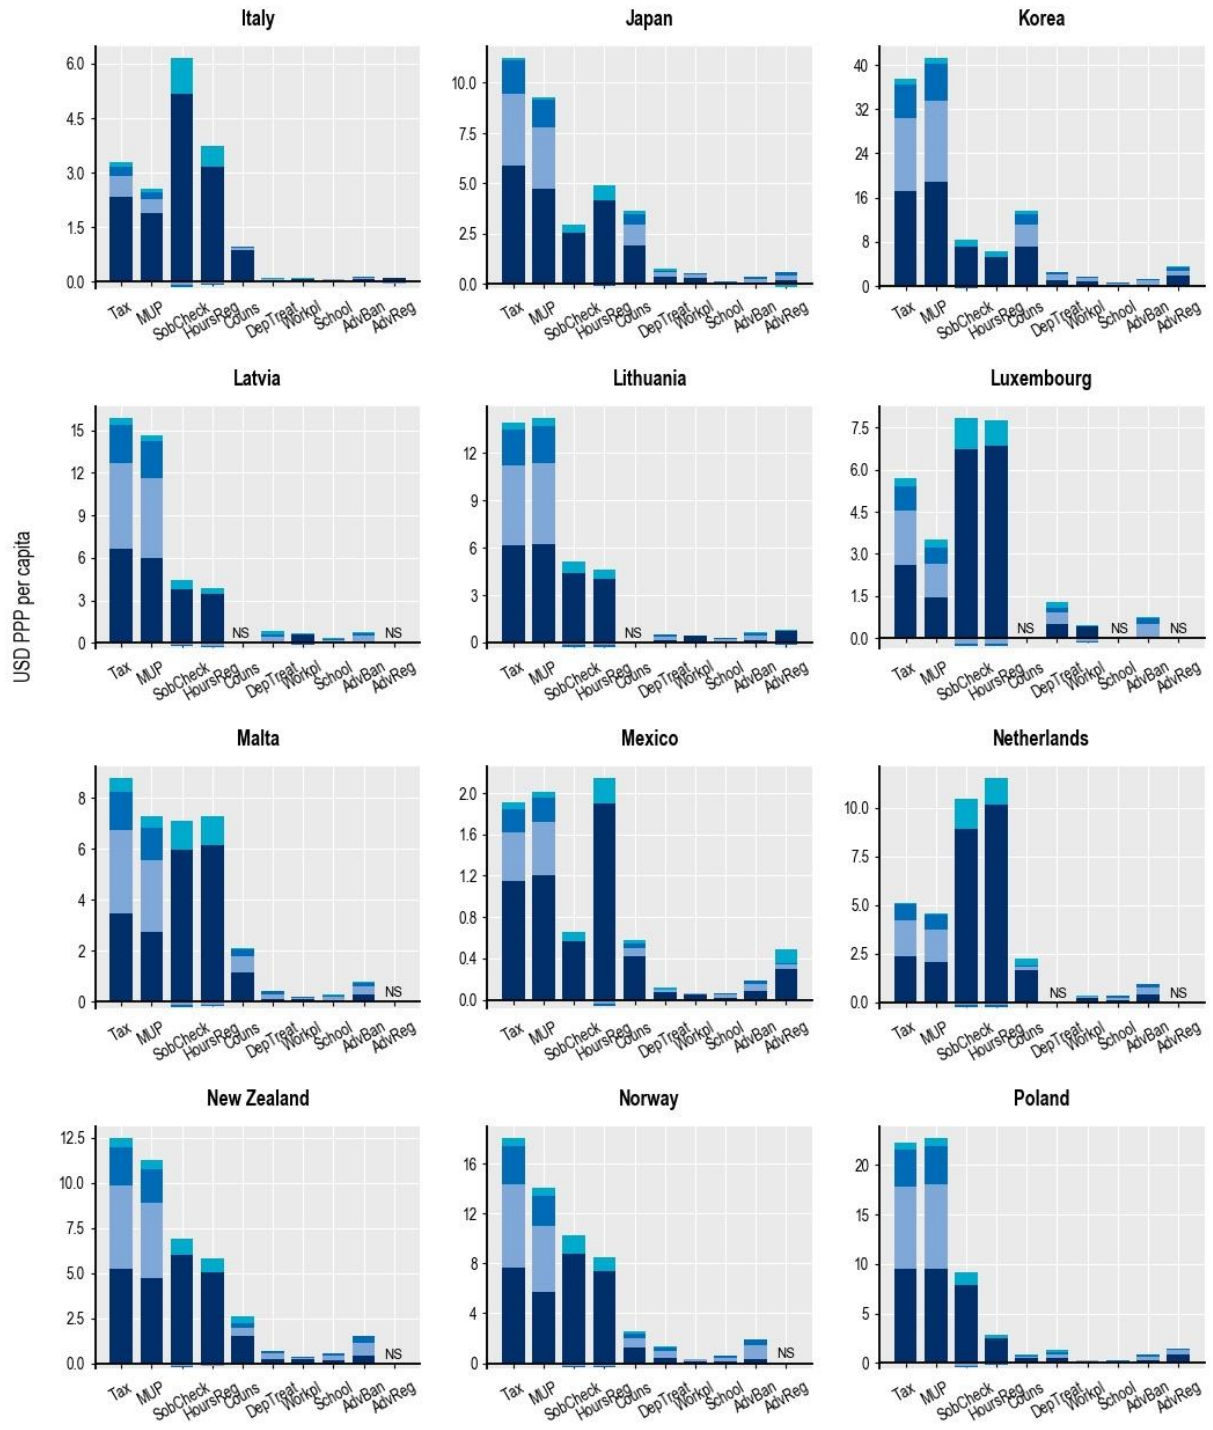 Italy
Japan
Korea
6.0
4.5
3.0
1.5
0.0
10.0
7.5
5.0
2.5
0.0
40
32
24
16
8
0
Tax MUP SobCheck HoursReg Couns DepTreat Workpl School AdvBan AdvReg
Tax MUP SobCheck HoursReg Couns DepTreat Workpl School AdvBan AdvReg
Tax MUP SobCheck HoursReg Couns DepTreat Workpl School AdvBan AdvReg
USD PPP per capita
Latvia
Lithuania
Luxembourg
15
12
9
6
3
0
NS
NS
12
9
6
3
0
NS
7.5
6.0
4.5
3.0
1.5
0.0
NS
NS
NS
Tax MUP SobCheck HoursReg Couns DepTreat Workpl School AdvBan AdvReg
Tax MUP SobCheck HoursReg Couns DepTreat Workpl School AdvBan AdvReg
Tax MUP SobCheck HoursReg Couns DepTreat Workpl School AdvBan AdvReg
Malta
Mexico
Netherlands
8
6
4
2
0
NS
2.0
1.6
1.2
0.8
0.4
0.0
10.0
7.5
5.0
2.5
0.0
NS
NS
Tax MUP SobCheck HoursReg Couns DepTreat Workpl School AdvBan AdvReg
Tax MUP SobCheck HoursReg Couns DepTreat Workpl School AdvBan AdvReg
Tax MUP SobCheck HoursReg Couns DepTreat Workpl School AdvBan AdvReg
New Zealand
Norway
Poland
12.5
10.0
7.5
5.0
2.5
0.0
NS
16
12
8
4
0
NS
20
15
10
5
0
Tax MUP SobCheck HoursReg Couns DepTreat Workpl School AdvBan AdvReg
Tax MUP SobCheck HoursReg Couns DepTreat Workpl School AdvBan AdvReg
Tax MUP SobCheck HoursReg Couns DepTreat Workpl School AdvBan AdvReg